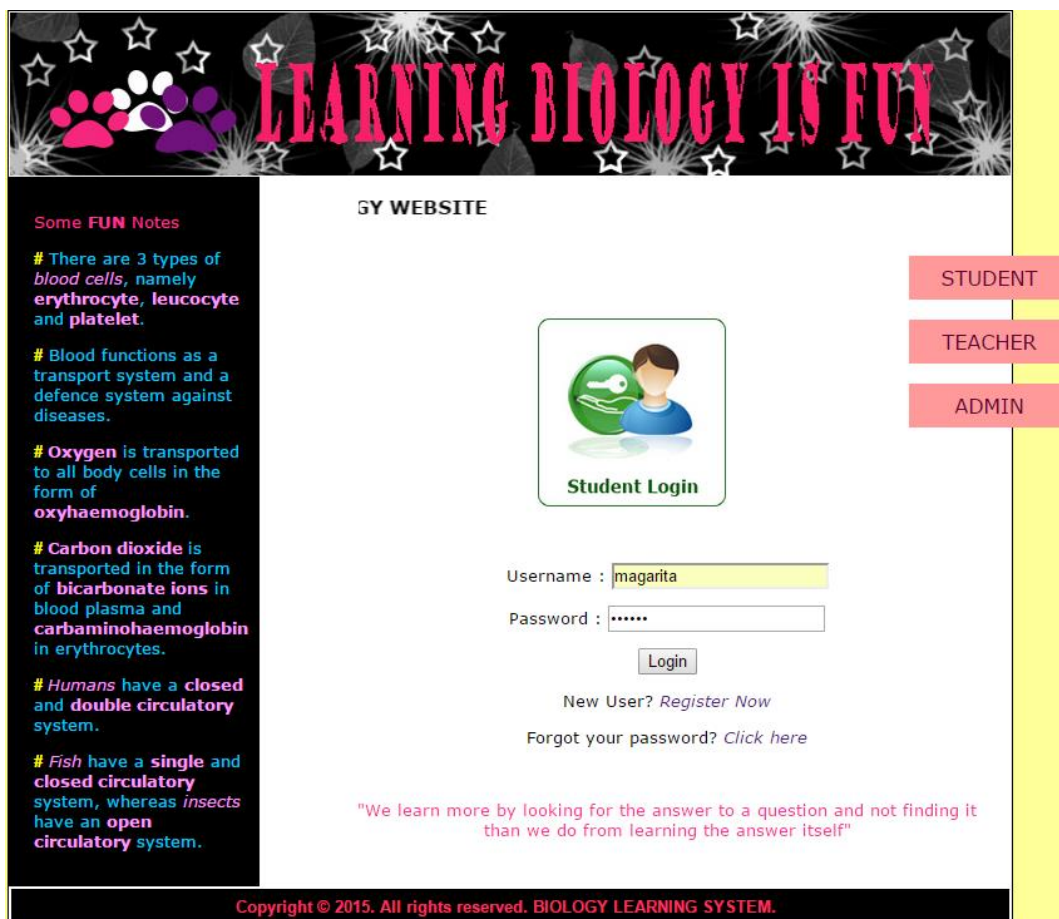 LEARNING BIOLOGY IS FUN
Some FUN Notes
# There are 3 types of
blood cells, namely
erythrocyte, leucocyte
and platelet.
# Blood functions as a
transport system and a
defence system against
diseases.
# Oxygen is transported
to all body cells in the
form of
oxyhaemoglobin.
# Carbon dioxide is
transported in the form
of bicarbonate ions in
blood plasma and
carbaminohaemoglobin
in erythrocytes.
# Humans have a closed
and double circulatory
system.
# Fish have a single and
closed circulatory
system, whereas insects
have an open
circulatory system.
GY WEBSITE
Student Login
Username : magarita
Password : ••••••
Login
New User? Register Now
Forgot your password? Click here
"We learn more by looking for the answer to a question and not finding it
than we do from learning the answer itself"
STUDENT
TEACHER
ADMIN
Copyright © 2015. All rights reserved. BIOLOGY LEARNING SYSTEM.